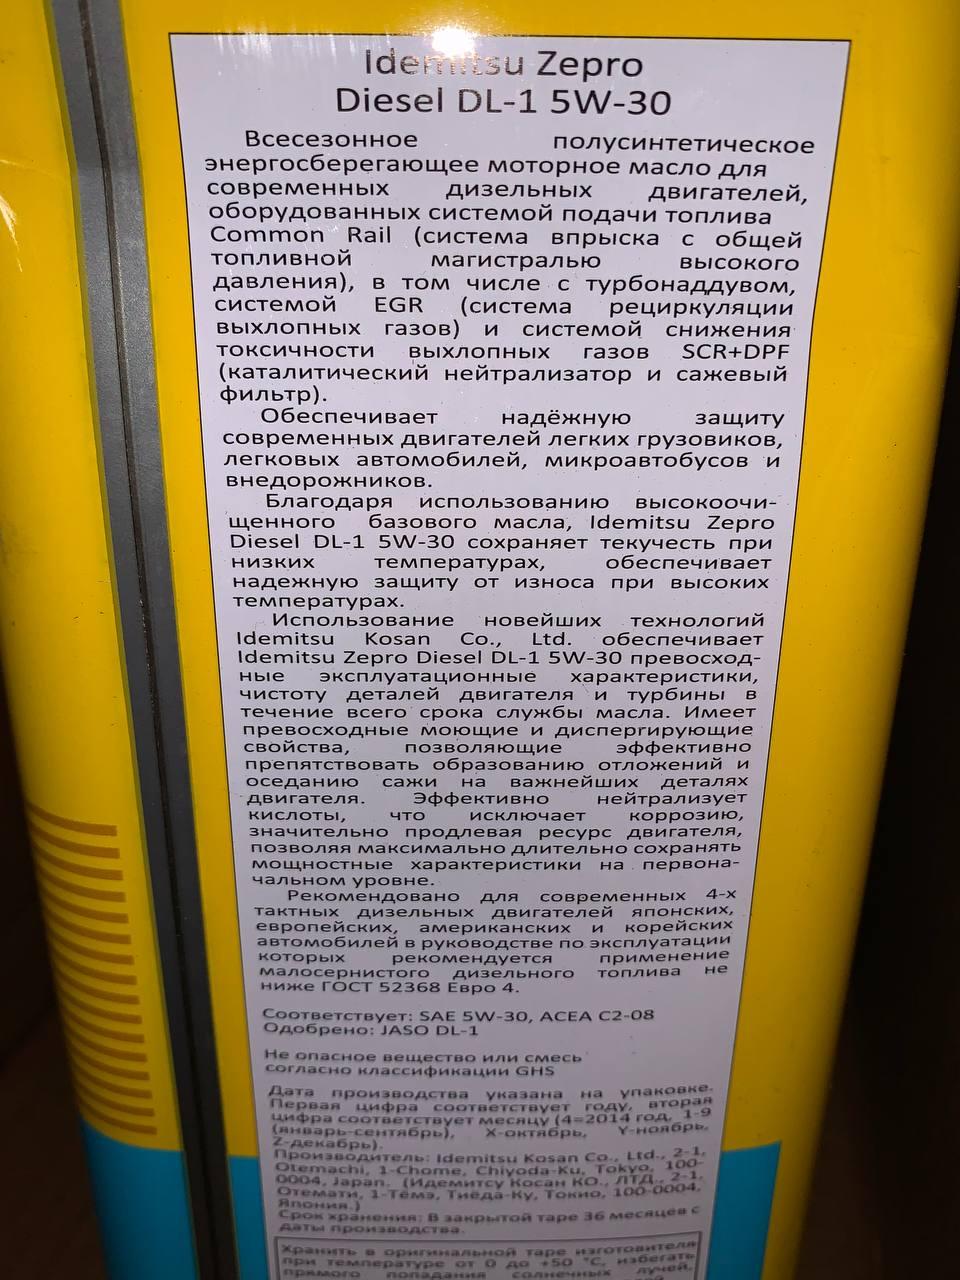 Idemitsu Zepro
Diesel DL-1 5W-30
Всесезонное полусинтетическое
энергосберегающее моторное масло для
современных дизельных двигателей,
оборудованных системой подачи топлива
Common Rail (система впрыска с общей
топливной магистралью высокого
давления), в том числе с турбонаддувом,
системой EGR (система рециркуляции
выхлопных газов) и системой снижения
токсичности выхлопных газов SCR+DPF
(каталитический нейтрализатор и сажевый
фильтр).
Обеспечивает надёжную защиту
современных двигателей легких грузовиков,
легковых автомобилей, микроавтобусов и
внедорожников.
Благодаря использованию высокоочи-
щенного базового масла, Idemitsu Zepro
Diesel DL-1 5W-30 сохраняет текучесть при
низких температурах, обеспечивает
надежную защиту от износа при высоких
температурах.
Использование новейших технологий
Idemitsu Kosan Co., Ltd. обеспечивает
Idemitsu Zepro Diesel DL-1 5W-30 превосход-
ные эксплуатационные характеристики,
чистоту деталей двигателя и турбины в
течение всего срока службы масла. Имеет
превосходные моющие и диспергирующие
свойства, позволяющие эффективно
препятствовать образованию отложений и
оседанию сажи на важнейших деталях
двигателя. Эффективно нейтрализует
кислоты, что исключает коррозию,
значительно продлевая ресурс двигателя,
позволяя максимально длительно сохранять
мощностные характеристики на первона-
чальном уровне.
Рекомендовано для современных 4-х
тактных дизельных двигателей японских,
европейских, американских и корейских
автомобилей в руководстве по эксплуатации
которых рекомендуется применение
малосернистого дизельного топлива не
ниже ГОСТ 52368 Евро 4.
Соответствует: SAE 5W-30, ACEA C2-08
Одобрено: JASO DL-1
Не опасное вещество или смесь
согласно классификации GHS
Дата производства указана на упаковке.
Первая цифра соответствует году, вторая
цифра соответствует месяцу (4=2014 год, 1-9
(январь-сентябрь), X-октябрь, Y-ноябрь,
Z-декабрь).
Производитель: Idemitsu Kosan Co., Ltd., 2-1,
Otemachi, 1-Chome, Chiyoda-Ku, Tokyo, 100-
0004, Japan. (Идемитсу Косан КО., ЛТД., 2-1,
Отемати, 1-Тёмэ, Тиёда-Ку, Токио, 100-0004,
Япония.)
Срок хранения: В закрытой таре 36 месяцев с
даты производства.
Хранить в оригинальной таре изготовителя
при температуре от 0 до +50 °C, избегать
прямого попадания солнечных лучей,